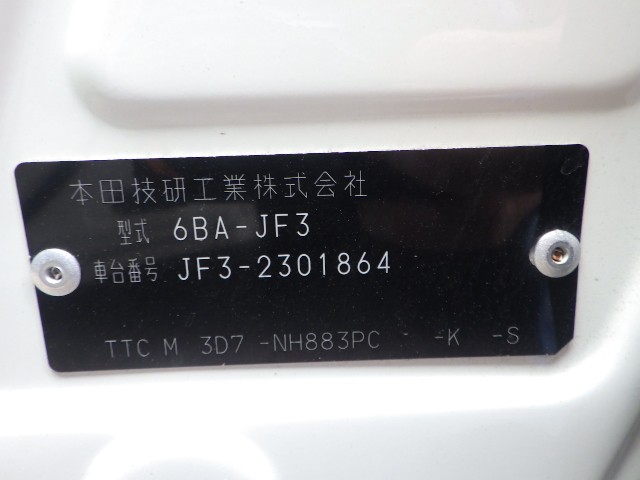 本田技研工業株式会社
型式 6BA-JF3
車台番号 JF3-2301864
TTC M 3D7 -NH883PC -K -S